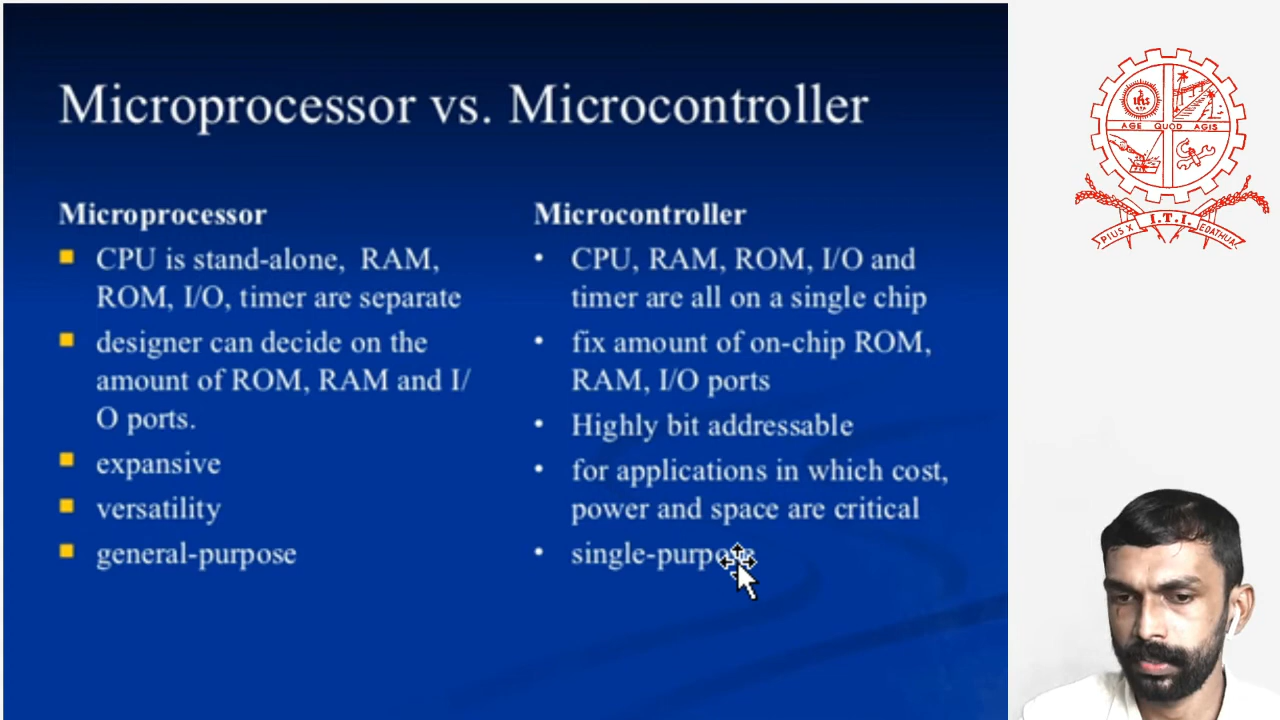 Microprocessor vs. Microcontroller
Microprocessor
CPU is stand-alone, RAM,
ROM, I/O, timer are separate
designer can decide on the
amount of ROM, RAM and I/
O ports.
expansive
versatility
general-purpose
Microcontroller
CPU, RAM, ROM, I/O and
timer are all on a single chip
fix amount of on-chip ROM,
RAM, I/O ports
Highly bit addressable
for applications in which cost,
power and space are critical
single-purpose
IHS
AGE QUOD AGIS
PIUS X I.T.I. EDATHUA